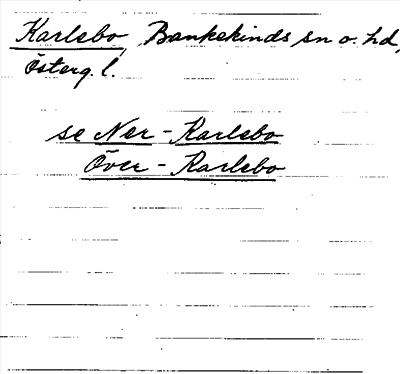 Karlebo, Bankekinds sn o. hd,
Österg. l.
se Ner-Karlebo
Över-Karlebo